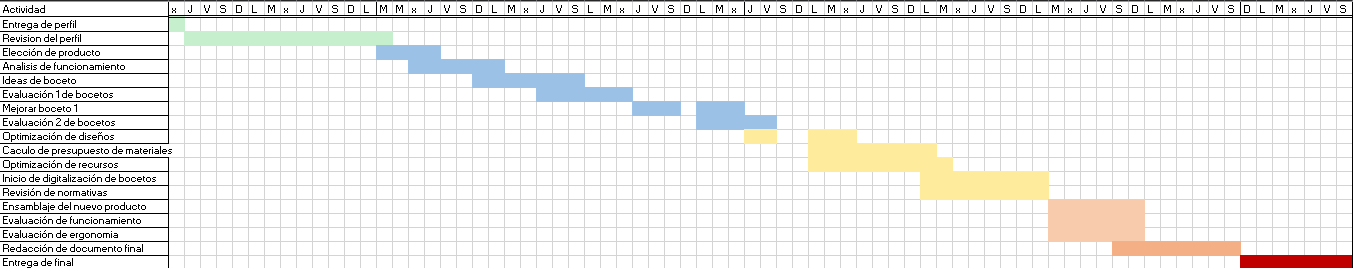 Actividad x J V S D L M x J V S D L M M x J V S D L M x J V S L M x J V S D L M x J V S D L M x J V S D L M x J V S D L M x J V S D L M x J V S D L M x J V S
Entrega de perfil
Revision del perfil
Elección de producto
Analisis de funcionamiento
Ideas de boceto
Evaluación 1 de bocetos
Mejorar boceto 1
Evaluación 2 de bocetos
Optimización de diseños
Caculo de presupuesto de materiales
Optimización de recursos
Inicio de digitalización de bocetos
Revisión de normativas
Ensamblaje del nuevo producto
Evaluación de funcionamiento
Evaluación de ergonomia
Redacción de documento final
Entrega de final